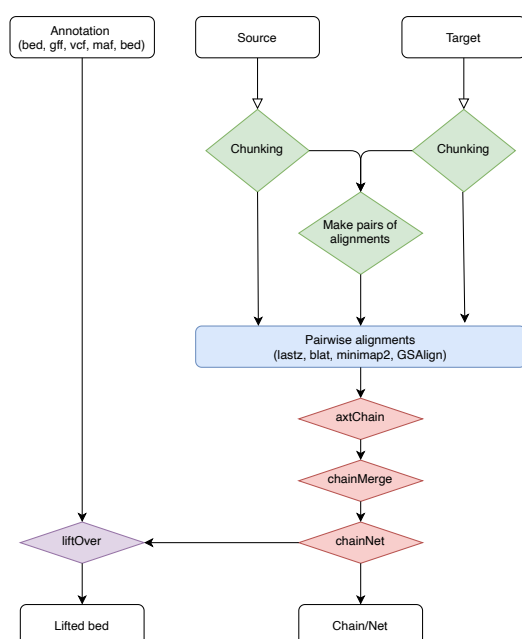 Annotation
(bed, gff, vcf, maf, bed)
Source
Target
Chunking
Chunking
Make pairs of
alignments
Pairwise alignments
(lastz, blat, minimap2, GSAlign)
axtChain
chainMerge
liftOver
chainNet
Lifted bed
Chain/Net